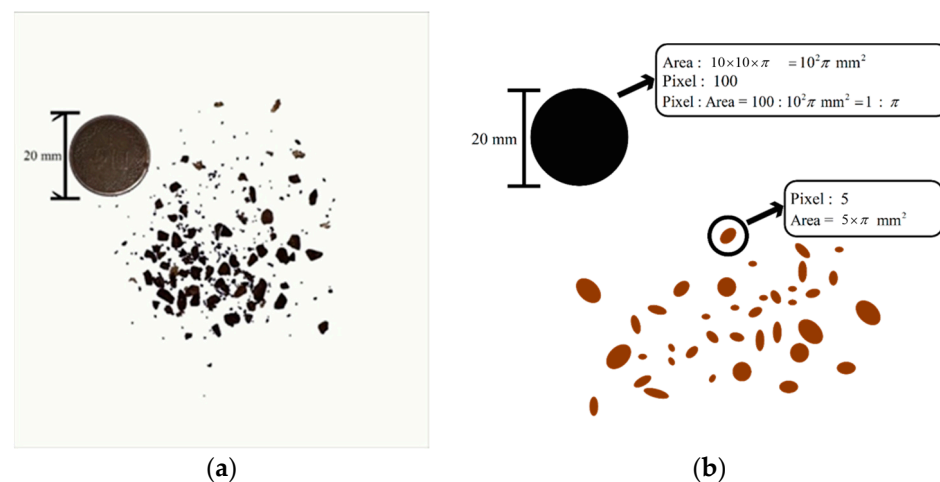 20 mm
(a)
20 mm
Area : 10×10×π = 10²π mm²
Pixel : 100
Pixel : Area = 100 : 10²π mm² = 1 : π
Pixel : 5
Area = 5×π mm²
(b)